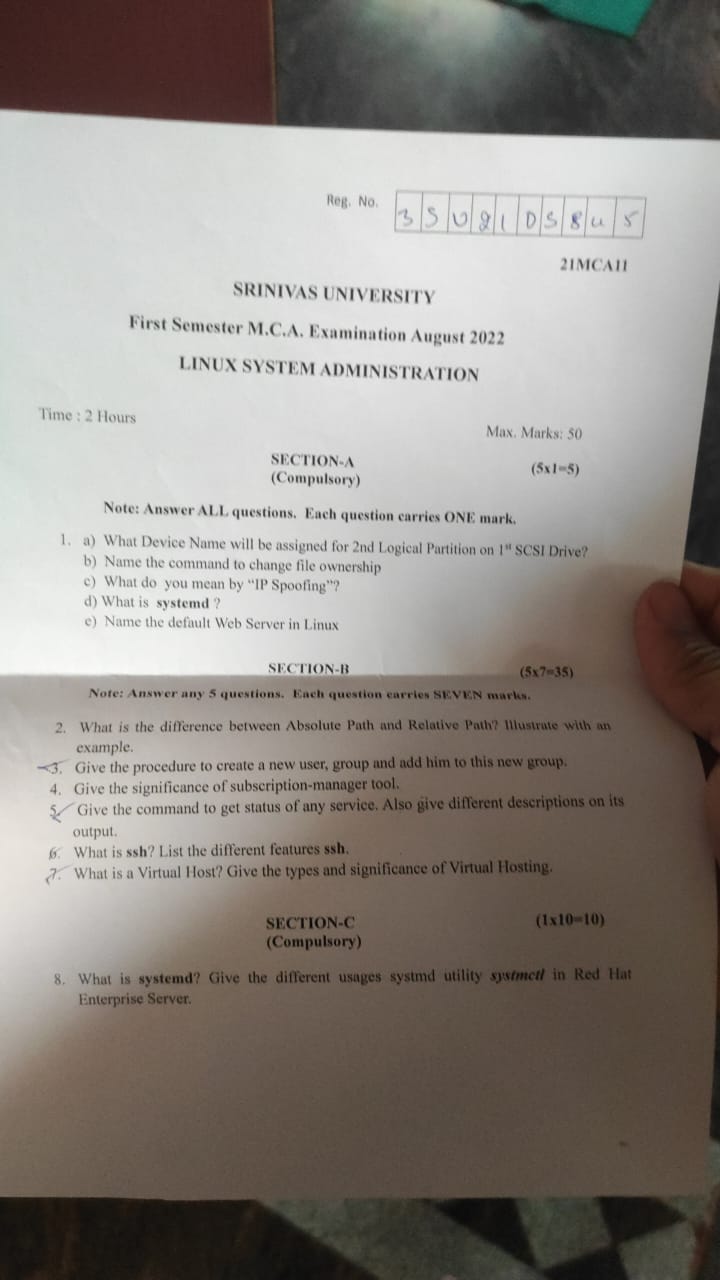 Reg. No.
3SU21DS845
21MCA11
SRINIVAS UNIVERSITY
First Semester M.C.A. Examination August 2022
LINUX SYSTEM ADMINISTRATION
Time : 2 Hours
Max. Marks: 50
SECTION-A
(Compulsory)
(5x1=5)
Note: Answer ALL questions. Each question carries ONE mark.
1. a) What Device Name will be assigned for 2nd Logical Partition on 1st SCSI Drive?
b) Name the command to change file ownership
c) What do you mean by “IP Spoofing”?
d) What is systemd ?
e) Name the default Web Server in Linux
SECTION-B
(5x7=35)
Note: Answer any 5 questions. Each question carries SEVEN marks.
2. What is the difference between Absolute Path and Relative Path? Illustrate with an
example.
3. Give the procedure to create a new user, group and add him to this new group.
4. Give the significance of subscription-manager tool.
5. Give the command to get status of any service. Also give different descriptions on its
output.
6. What is ssh? List the different features ssh.
7. What is a Virtual Host? Give the types and significance of Virtual Hosting.
SECTION-C
(Compulsory)
(1x10=10)
8. What is systemd? Give the different usages systmd utility systmctl in Red Hat
Enterprise Server.